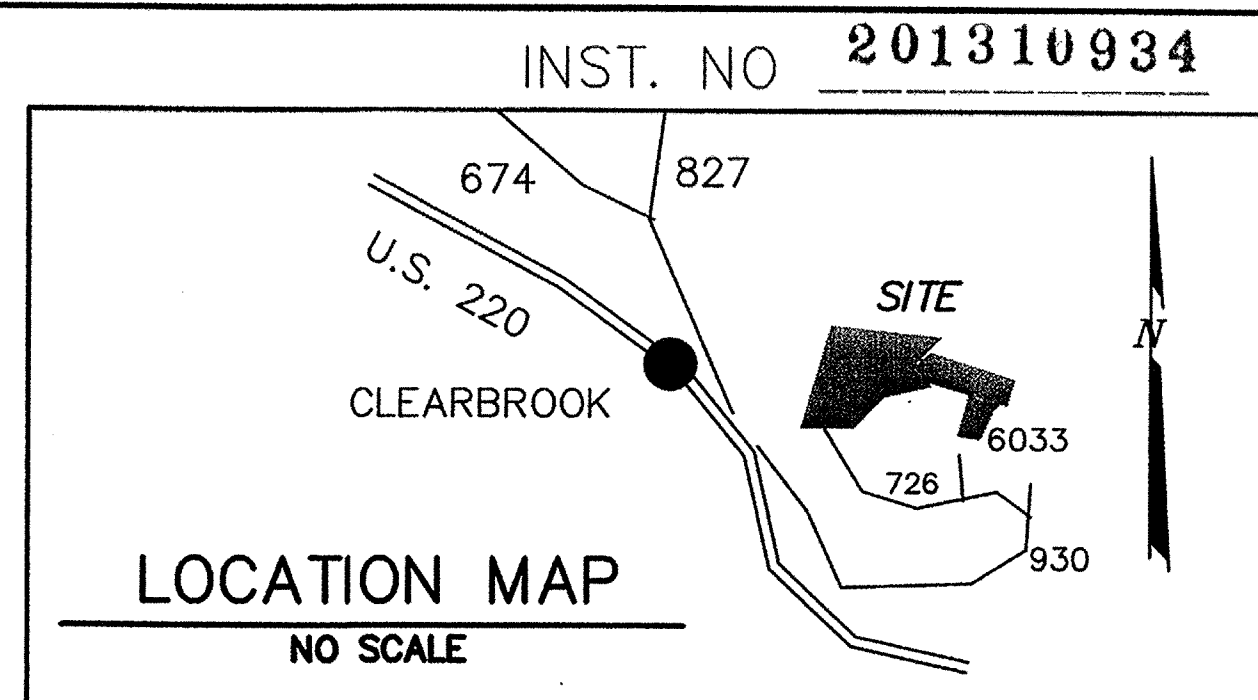 INST. NO 201310934
674
827
U.S. 220
SITE
N
CLEARBROOK
6033
726
930
LOCATION MAP
NO SCALE